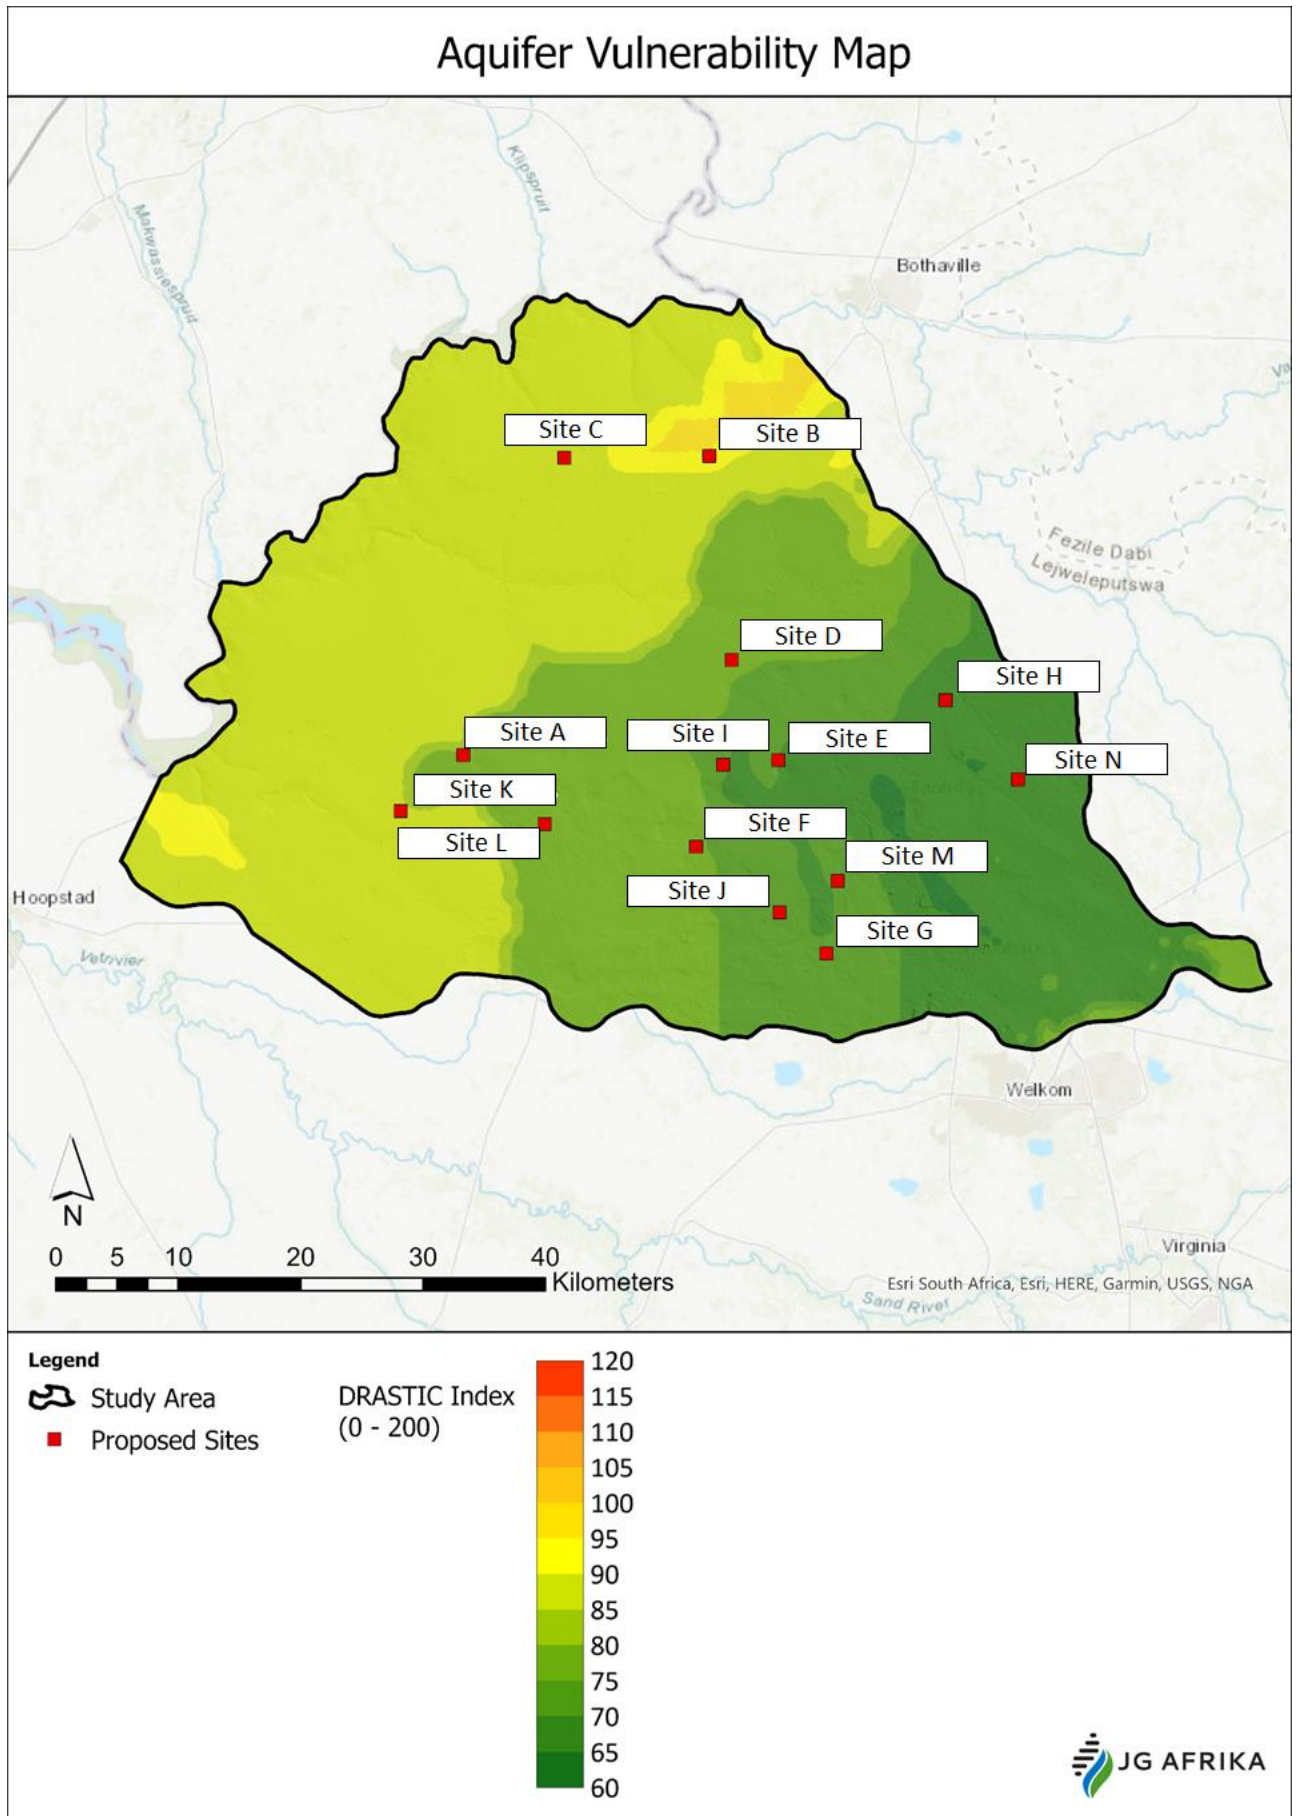 Aquifer Vulnerability Map
Klipspruit
Makwassiespruit
Bothaville
Site C
Site B
Fezile Dabi
Lejweleputswa
Site D
Site H
Site A
Site I
Site E
Site N
Site K
Site F
Site L
Site M
Site J
Hoopstad
Site G
Vetrivier
Welkom
N
Virginia
0 5 10 20 30 40
Kilometers
Esri South Africa, Esri, HERE, Garmin, USGS, NGA
Sand River
Legend
Study Area
Proposed Sites
DRASTIC Index
(0 - 200)
120
115
110
105
100
95
90
85
80
75
70
65
60
JG AFRIKA